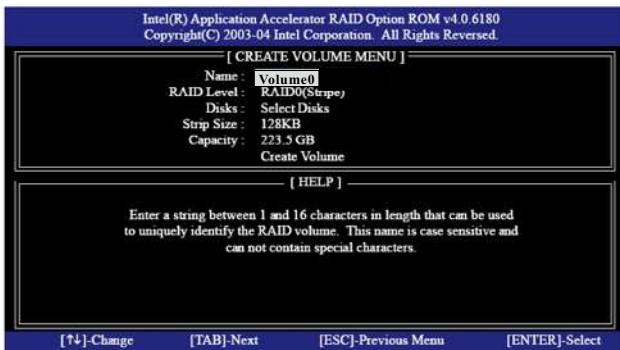 Intel(R) Application Accelerator RAID Option ROM v4.0.6180
Copyright(C) 2003-04 Intel Corporation. All Rights Reversed.
[ CREATE VOLUME MENU ]
Name : Volume0
RAID Level : RAID0(Stripe)
Disks : Select Disks
Strip Size : 128KB
Capacity : 223.5 GB
Create Volume
[ HELP ]
Enter a string between 1 and 16 characters in length that can be used
to uniquely identify the RAID volume. This name is case sensitive and
can not contain special characters.
[↑↓]-Change [TAB]-Next [ESC]-Previous Menu [ENTER]-Select